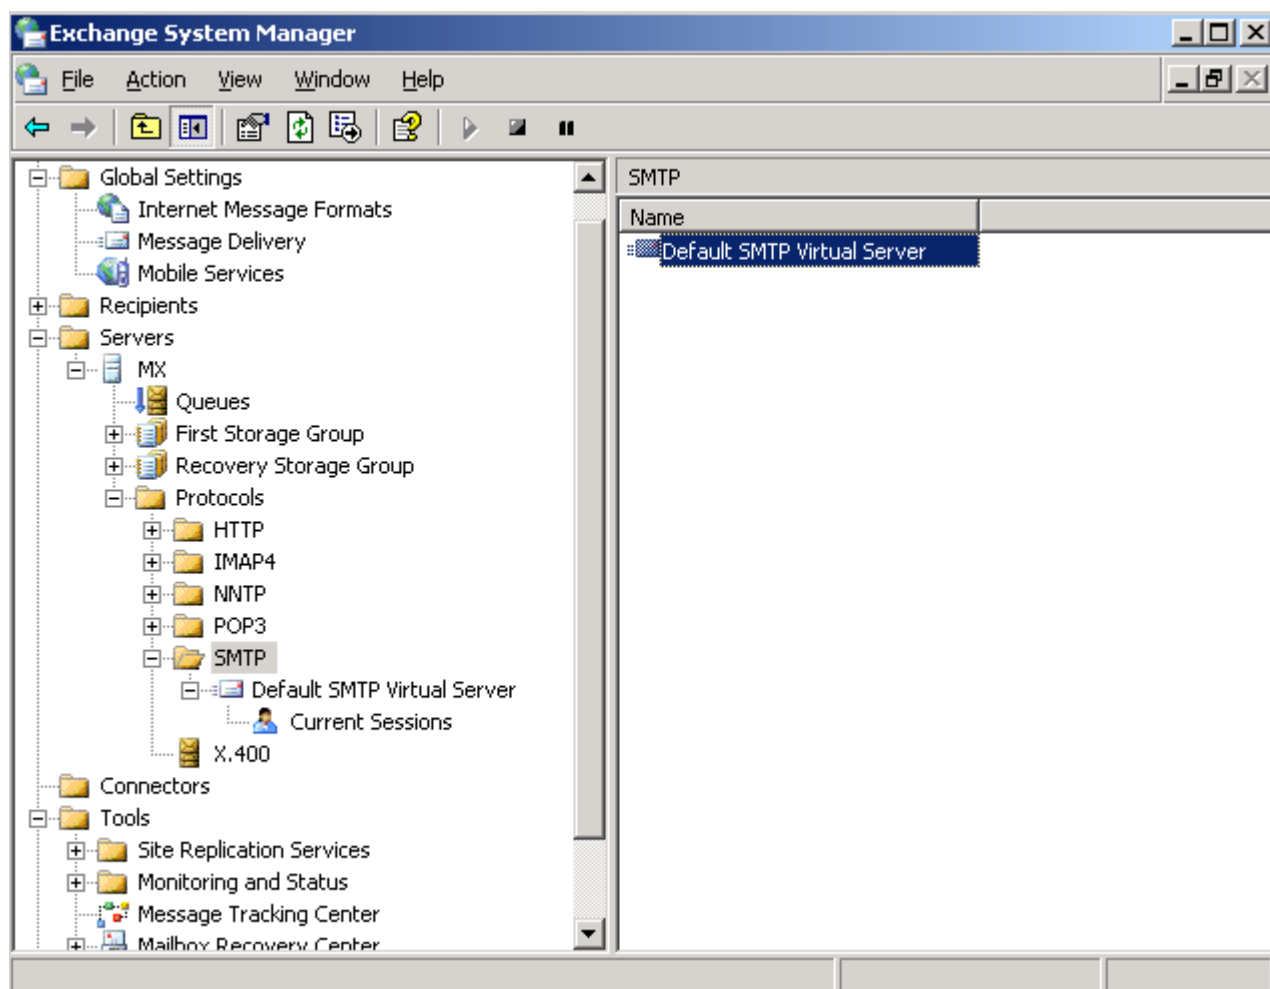 Exchange System Manager
File Action View Window Help
Global Settings
Internet Message Formats
Message Delivery
Mobile Services
Recipients
Servers
MX
Queues
First Storage Group
Recovery Storage Group
Protocols
HTTP
IMAP4
NNTP
POP3
SMTP
Default SMTP Virtual Server
Current Sessions
X.400
Connectors
Tools
Site Replication Services
Monitoring and Status
Message Tracking Center
Mailbox Recovery Center
SMTP
Name
Default SMTP Virtual Server